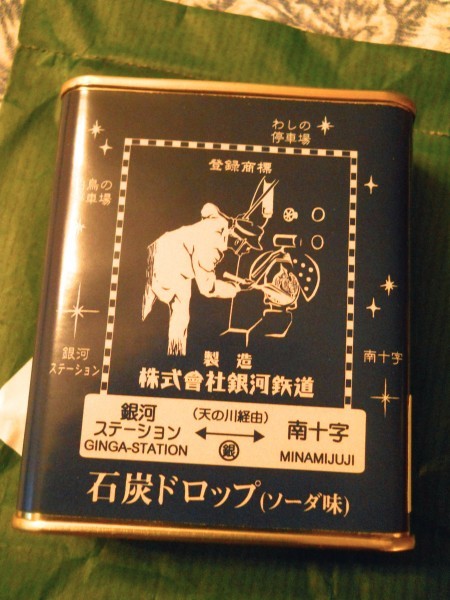 わしの
停車場
登録商標
鳥の
車場
銀河
ステーション
南十字
製造
株式會社銀河鉄道
銀河
ステーション
GINGA-STATION
(天の川経由)
銀
南十字
MINAMIJUJI
石炭ドロップ(ソーダ味)